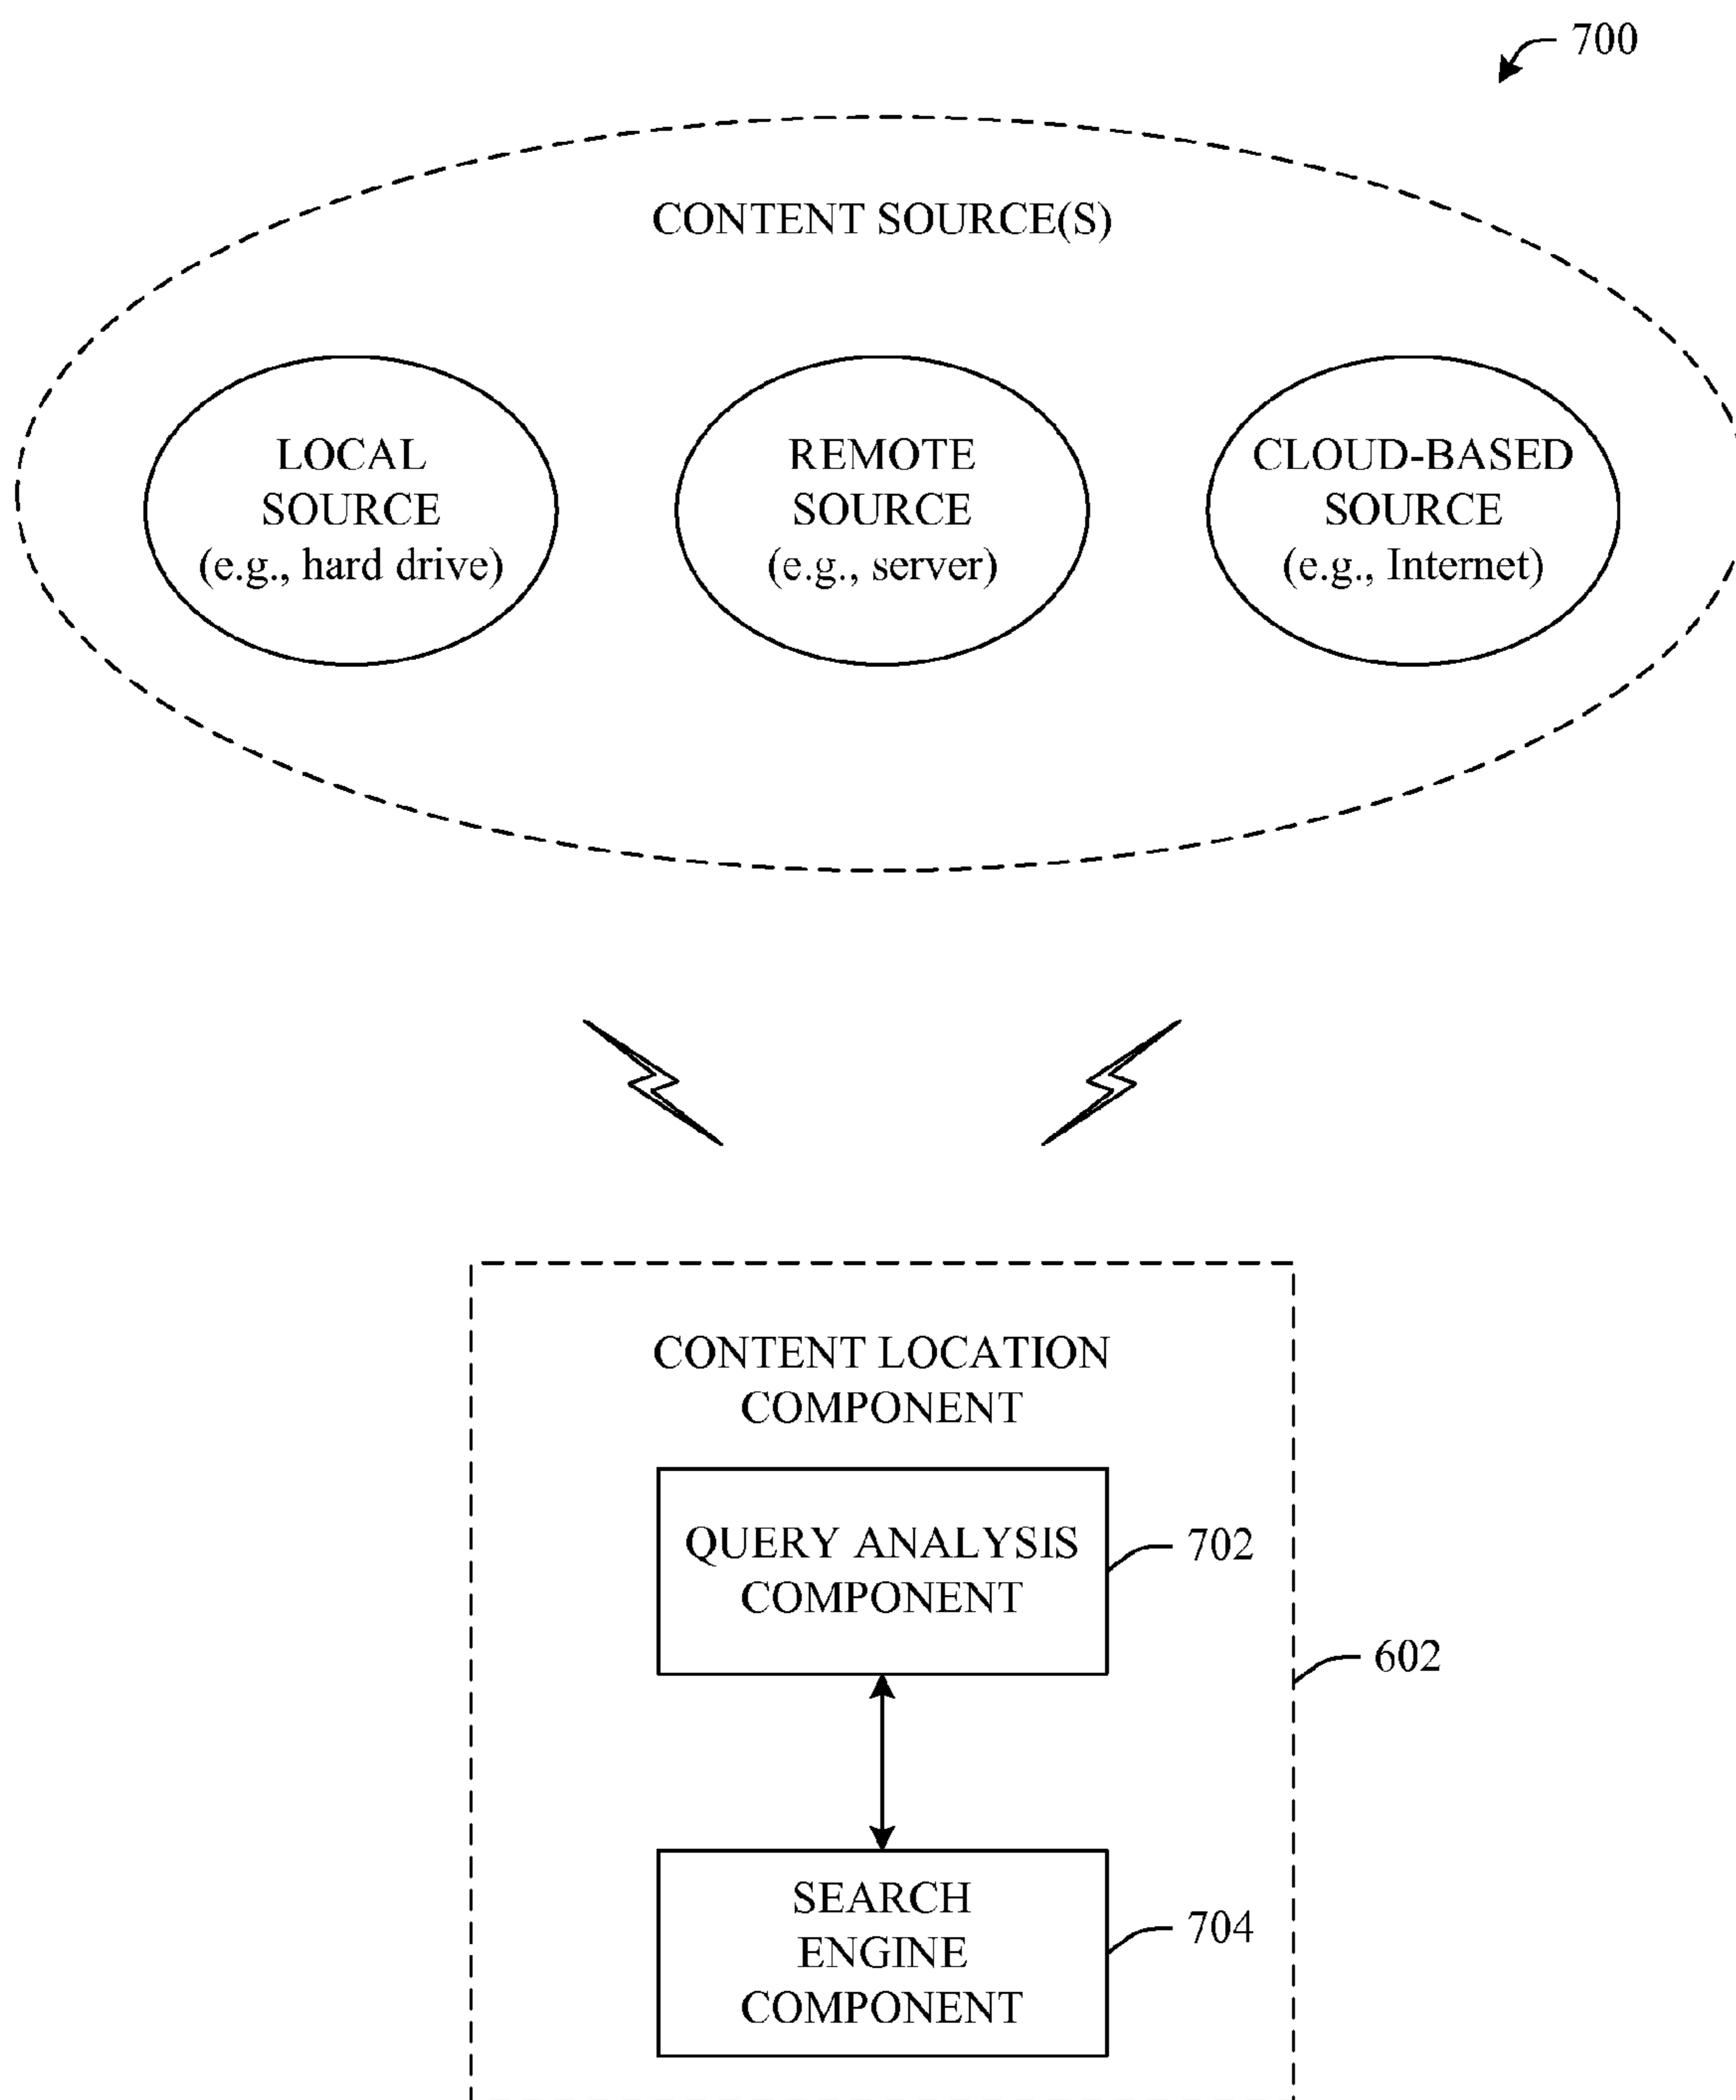 700
CONTENT SOURCE(S)
LOCAL
SOURCE
(e.g., hard drive)
REMOTE
SOURCE
(e.g., server)
CLOUD-BASED
SOURCE
(e.g., Internet)
CONTENT LOCATION
COMPONENT
QUERY ANALYSIS
COMPONENT
702
602
SEARCH
ENGINE
COMPONENT
704